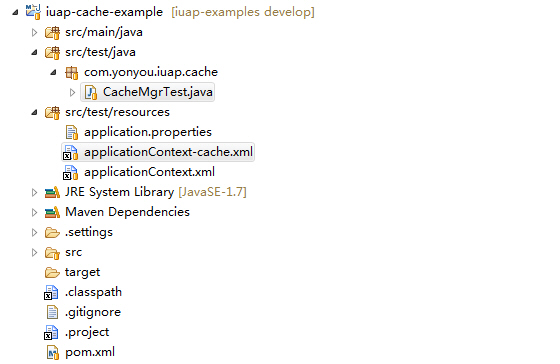 iuap-cache-example [iuap-examples develop]
src/main/java
src/test/java
com.yonyou.iuap.cache
CacheMgrTest.java
src/test/resources
application.properties
applicationContext-cache.xml
applicationContext.xml
JRE System Library [JavaSE-1.7]
Maven Dependencies
.settings
src
target
.classpath
.gitignore
.project
pom.xml